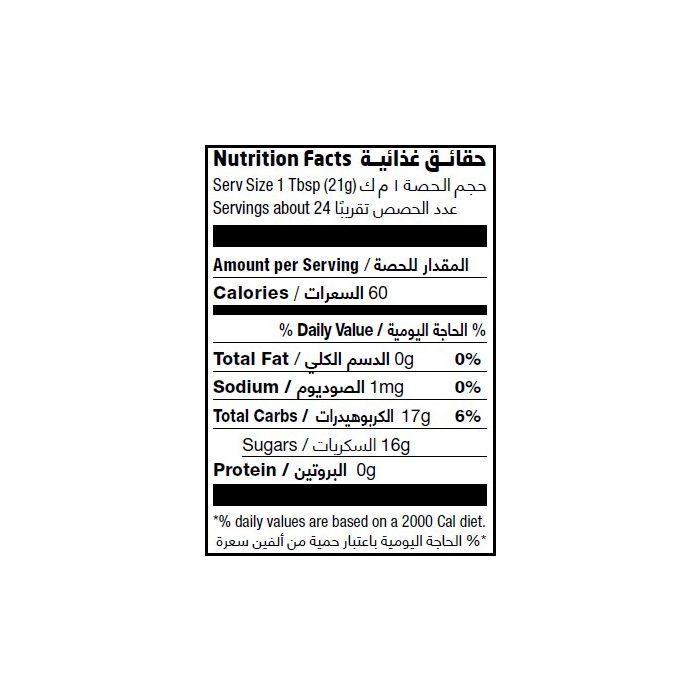 Nutrition Facts حقائـق غذائيـة
Serv Size 1 Tbsp (21g) حجم الحصة ١ م ك
Servings about 24 عدد الحصص تقريبًا
Amount per Serving / المقدار للحصة
Calories / السعرات 60
% Daily Value / الحاجة اليومية %
Total Fat / الدسم الكلي 0g 0%
Sodium / الصوديوم 1mg 0%
Total Carbs / الكربوهيدرات 17g 6%
Sugars / السكريات 16g
Protein / البروتين 0g
*% daily values are based on a 2000 Cal diet.
*% الحاجة اليومية باعتبار حمية من ألفين سعرة